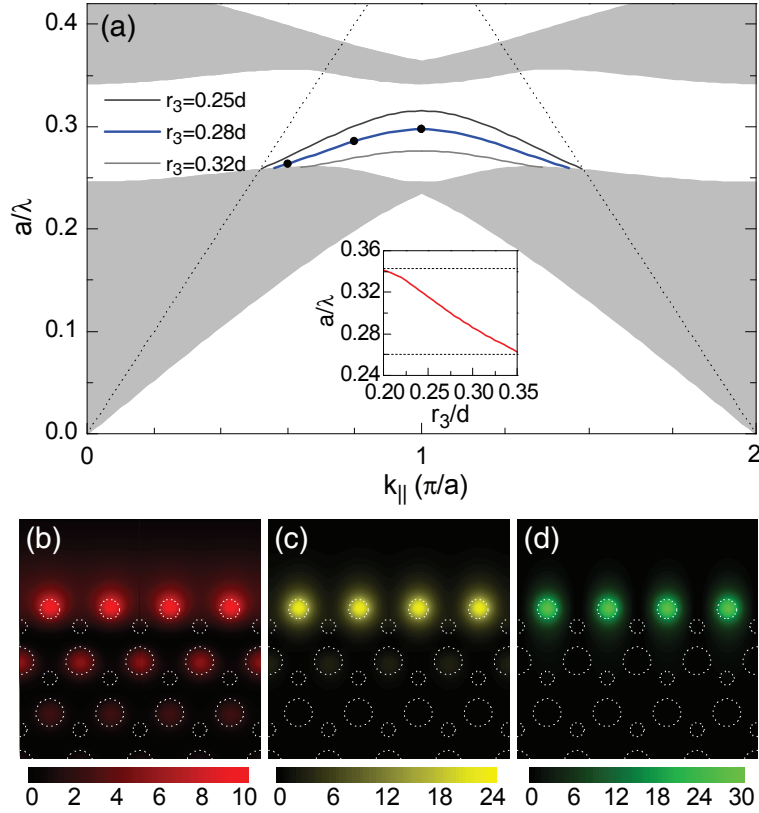 (a)
0.4
0.3
0.2
0.1
0.0
a/λ
r₃=0.25d
r₃=0.28d
r₃=0.32d
0.36
0.32
0.28
0.24
a/λ
0.20 0.25 0.30 0.35
r₃/d
0 1 2
k|| (π/a)
(b) (c) (d)
0 2 4 6 8 10 0 6 12 18 24 0 6 12 18 24 30